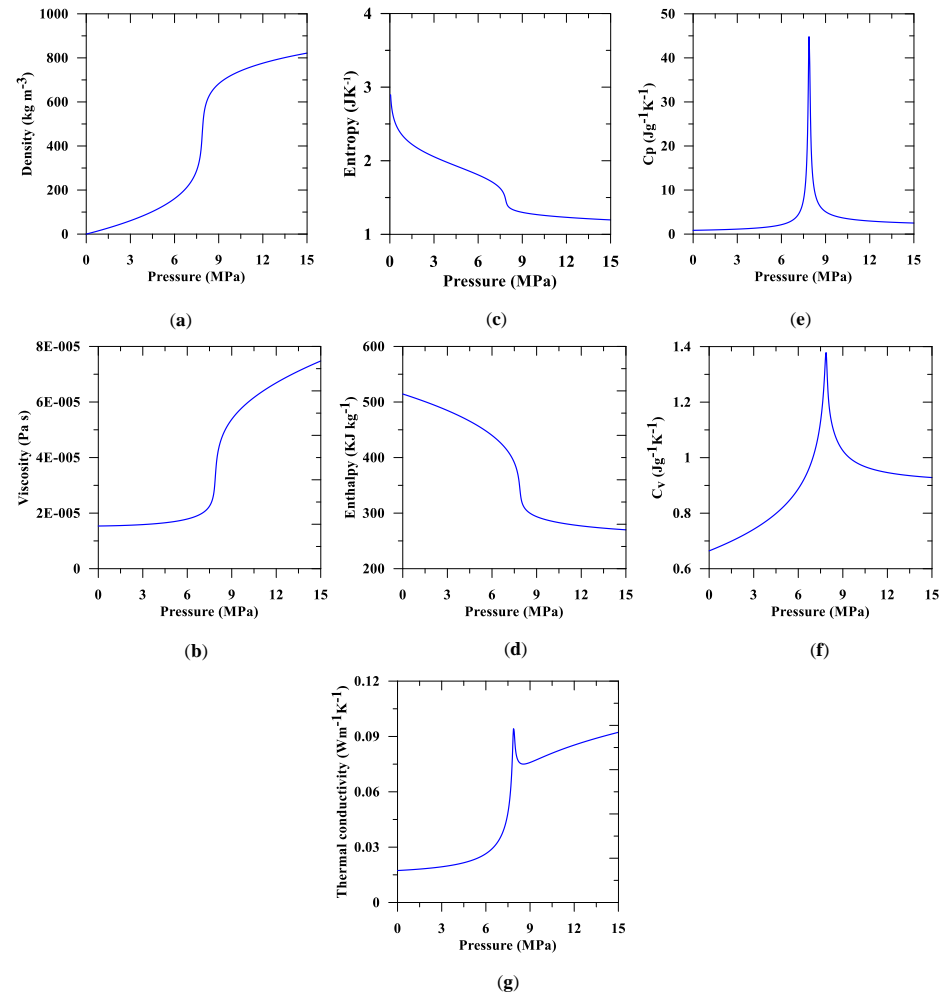 1000
800
600
400
200
0
Density (kg m-3)
0 3 6 9 12 15
Pressure (MPa)
(a)
4
3
2
1
Entropy (JK-1)
0 3 6 9 12 15
Pressure (MPa)
(c)
50
40
30
20
10
0
Cp (Jg-1K-1)
0 3 6 9 12 15
Pressure (MPa)
(e)
8E-005
6E-005
4E-005
2E-005
0
Viscosity (Pa s)
0 3 6 9 12 15
Pressure (MPa)
(b)
600
500
400
300
200
Enthalpy (KJ kg-1)
0 3 6 9 12 15
Pressure (MPa)
(d)
1.4
1.2
1
0.8
0.6
Cv (Jg-1K-1)
0 3 6 9 12 15
Pressure (MPa)
(f)
0.12
0.09
0.06
0.03
0
Thermal conductivity (Wm-1K-1)
0 3 6 9 12 15
Pressure (MPa)
(g)